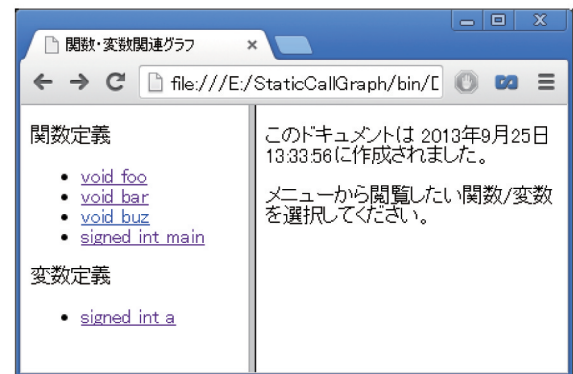 関数・変数関連グラフ
file:///E:/StaticCallGraph/bin/D
関数定義
void foo
void bar
void buz
signed int main
変数定義
signed int a
このドキュメントは 2013年9月25日
13:33:56に作成されました。
メニューから閲覧したい関数/変数
を選択してください。